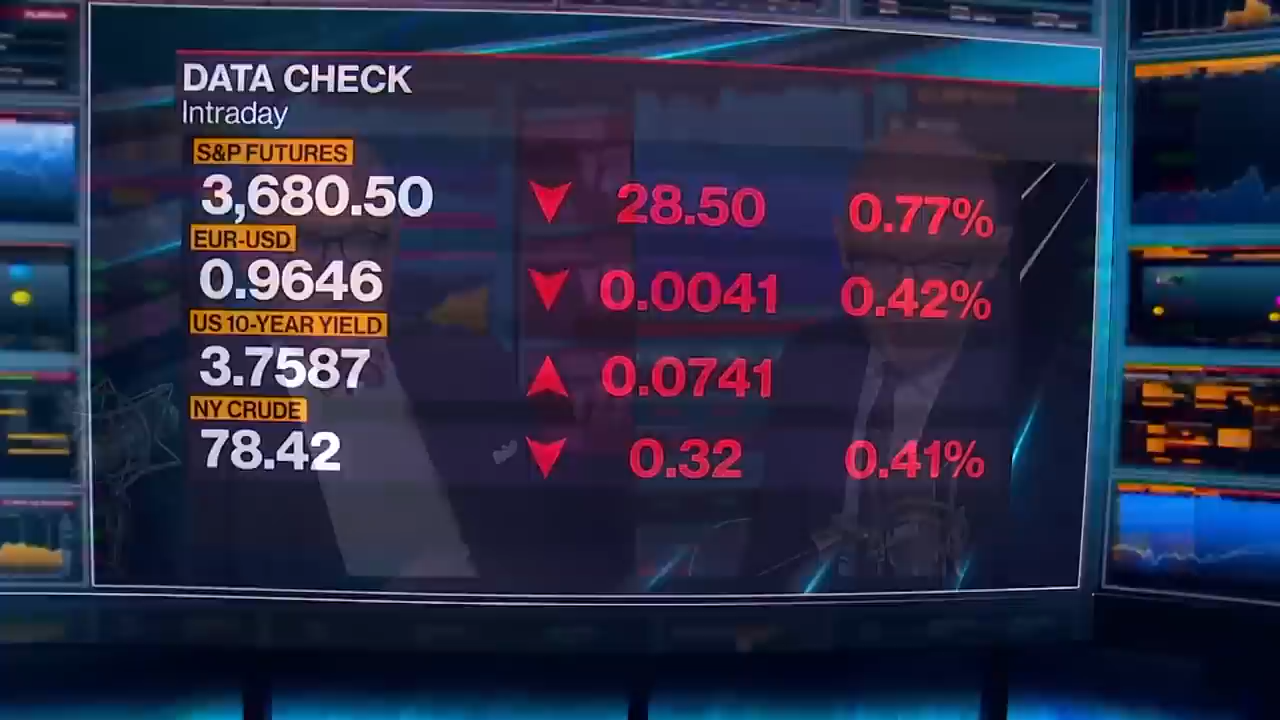 DATA CHECK
Intraday
S&P FUTURES
3,680.50 ▼ 28.50 0.77%
EUR-USD
0.9646 ▼ 0.0041 0.42%
US 10-YEAR YIELD
3.7587 ▲ 0.0741
NY CRUDE
78.42 ▼ 0.32 0.41%